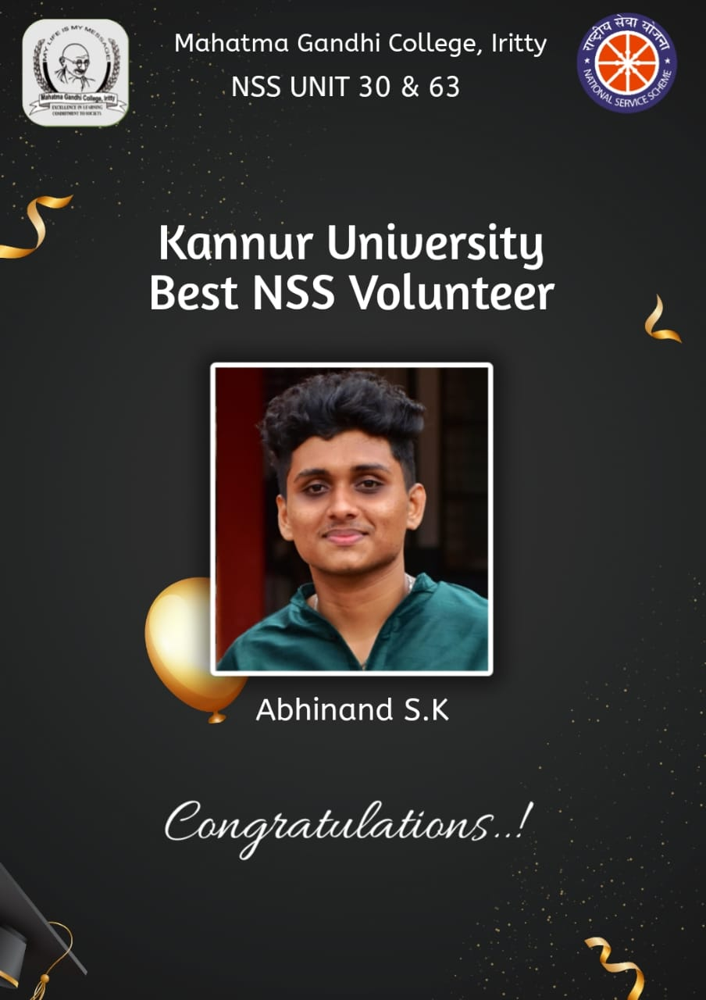 MY LIFE IS MY MESSAGE
Mahatma Gandhi College, Iritty
EXCELLENCE IN LEARNING
COMMITMENT TO SOCIETY
Mahatma Gandhi College, Iritty
NSS UNIT 30 & 63
राष्ट्रीय सेवा योजना
NATIONAL SERVICE SCHEME
Kannur University
Best NSS Volunteer
Abhinand S.K
Congratulations..!